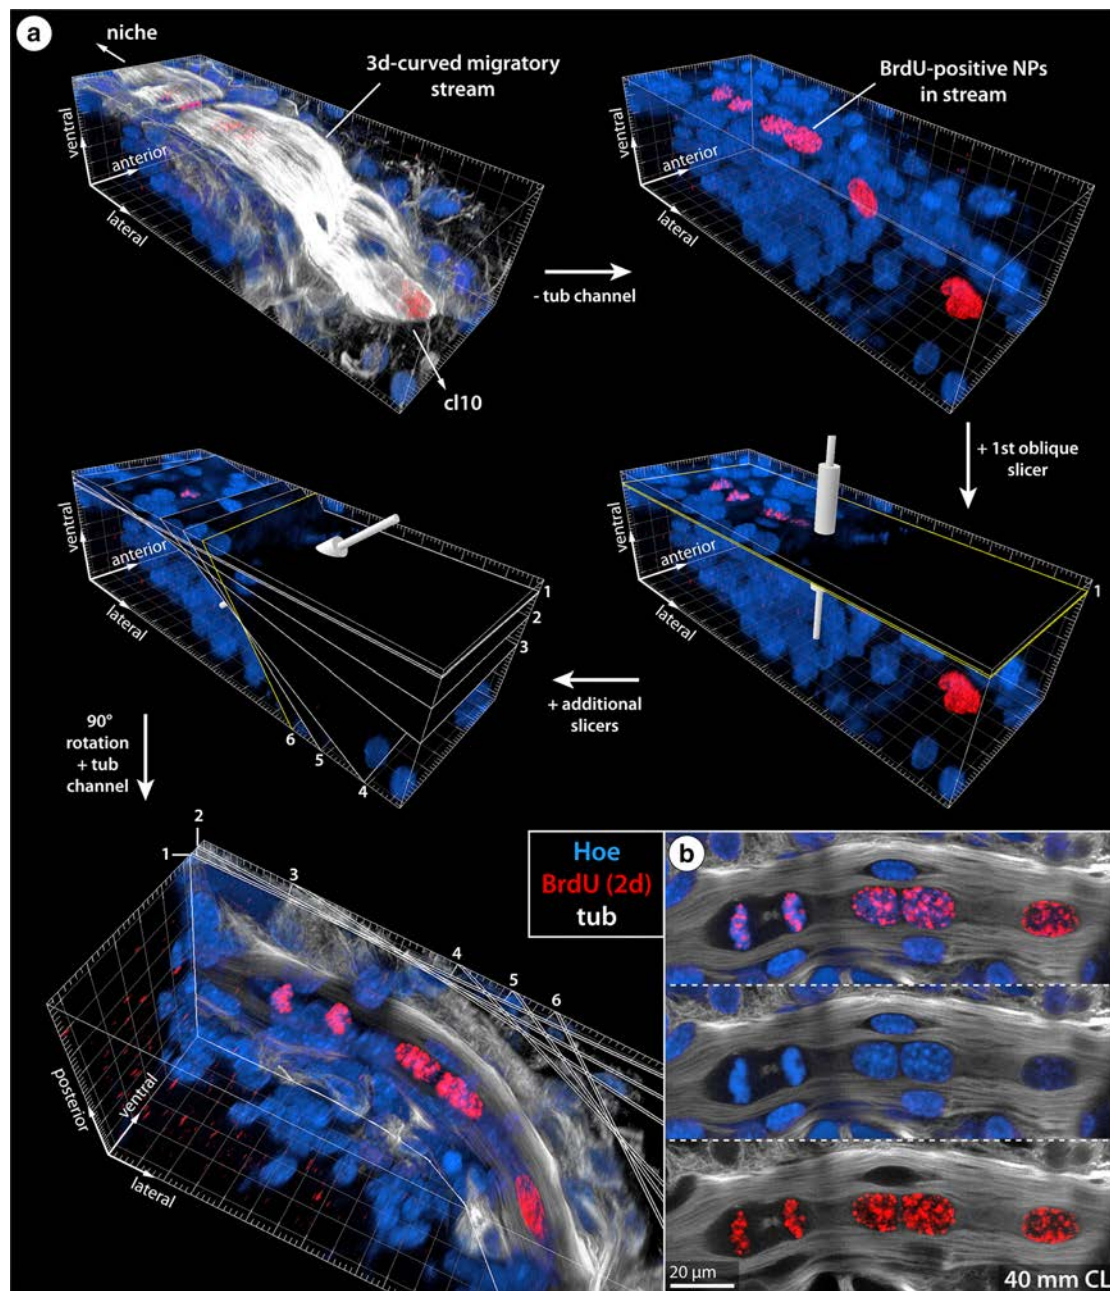 a
niche
3d-curved migratory
stream
ventral
anterior
lateral
cl10
- tub channel
BrdU-positive NPs
in stream
ventral
anterior
lateral
+ 1st oblique
slicer
ventral
anterior
lateral
1
+ additional
slicers
ventral
anterior
lateral
1
2
3
4
5
6
90°
rotation
+ tub
channel
1
2
3
4
5
6
posterior
ventral
lateral
Hoe
BrdU (2d)
tub
b
20 µm
40 mm CL